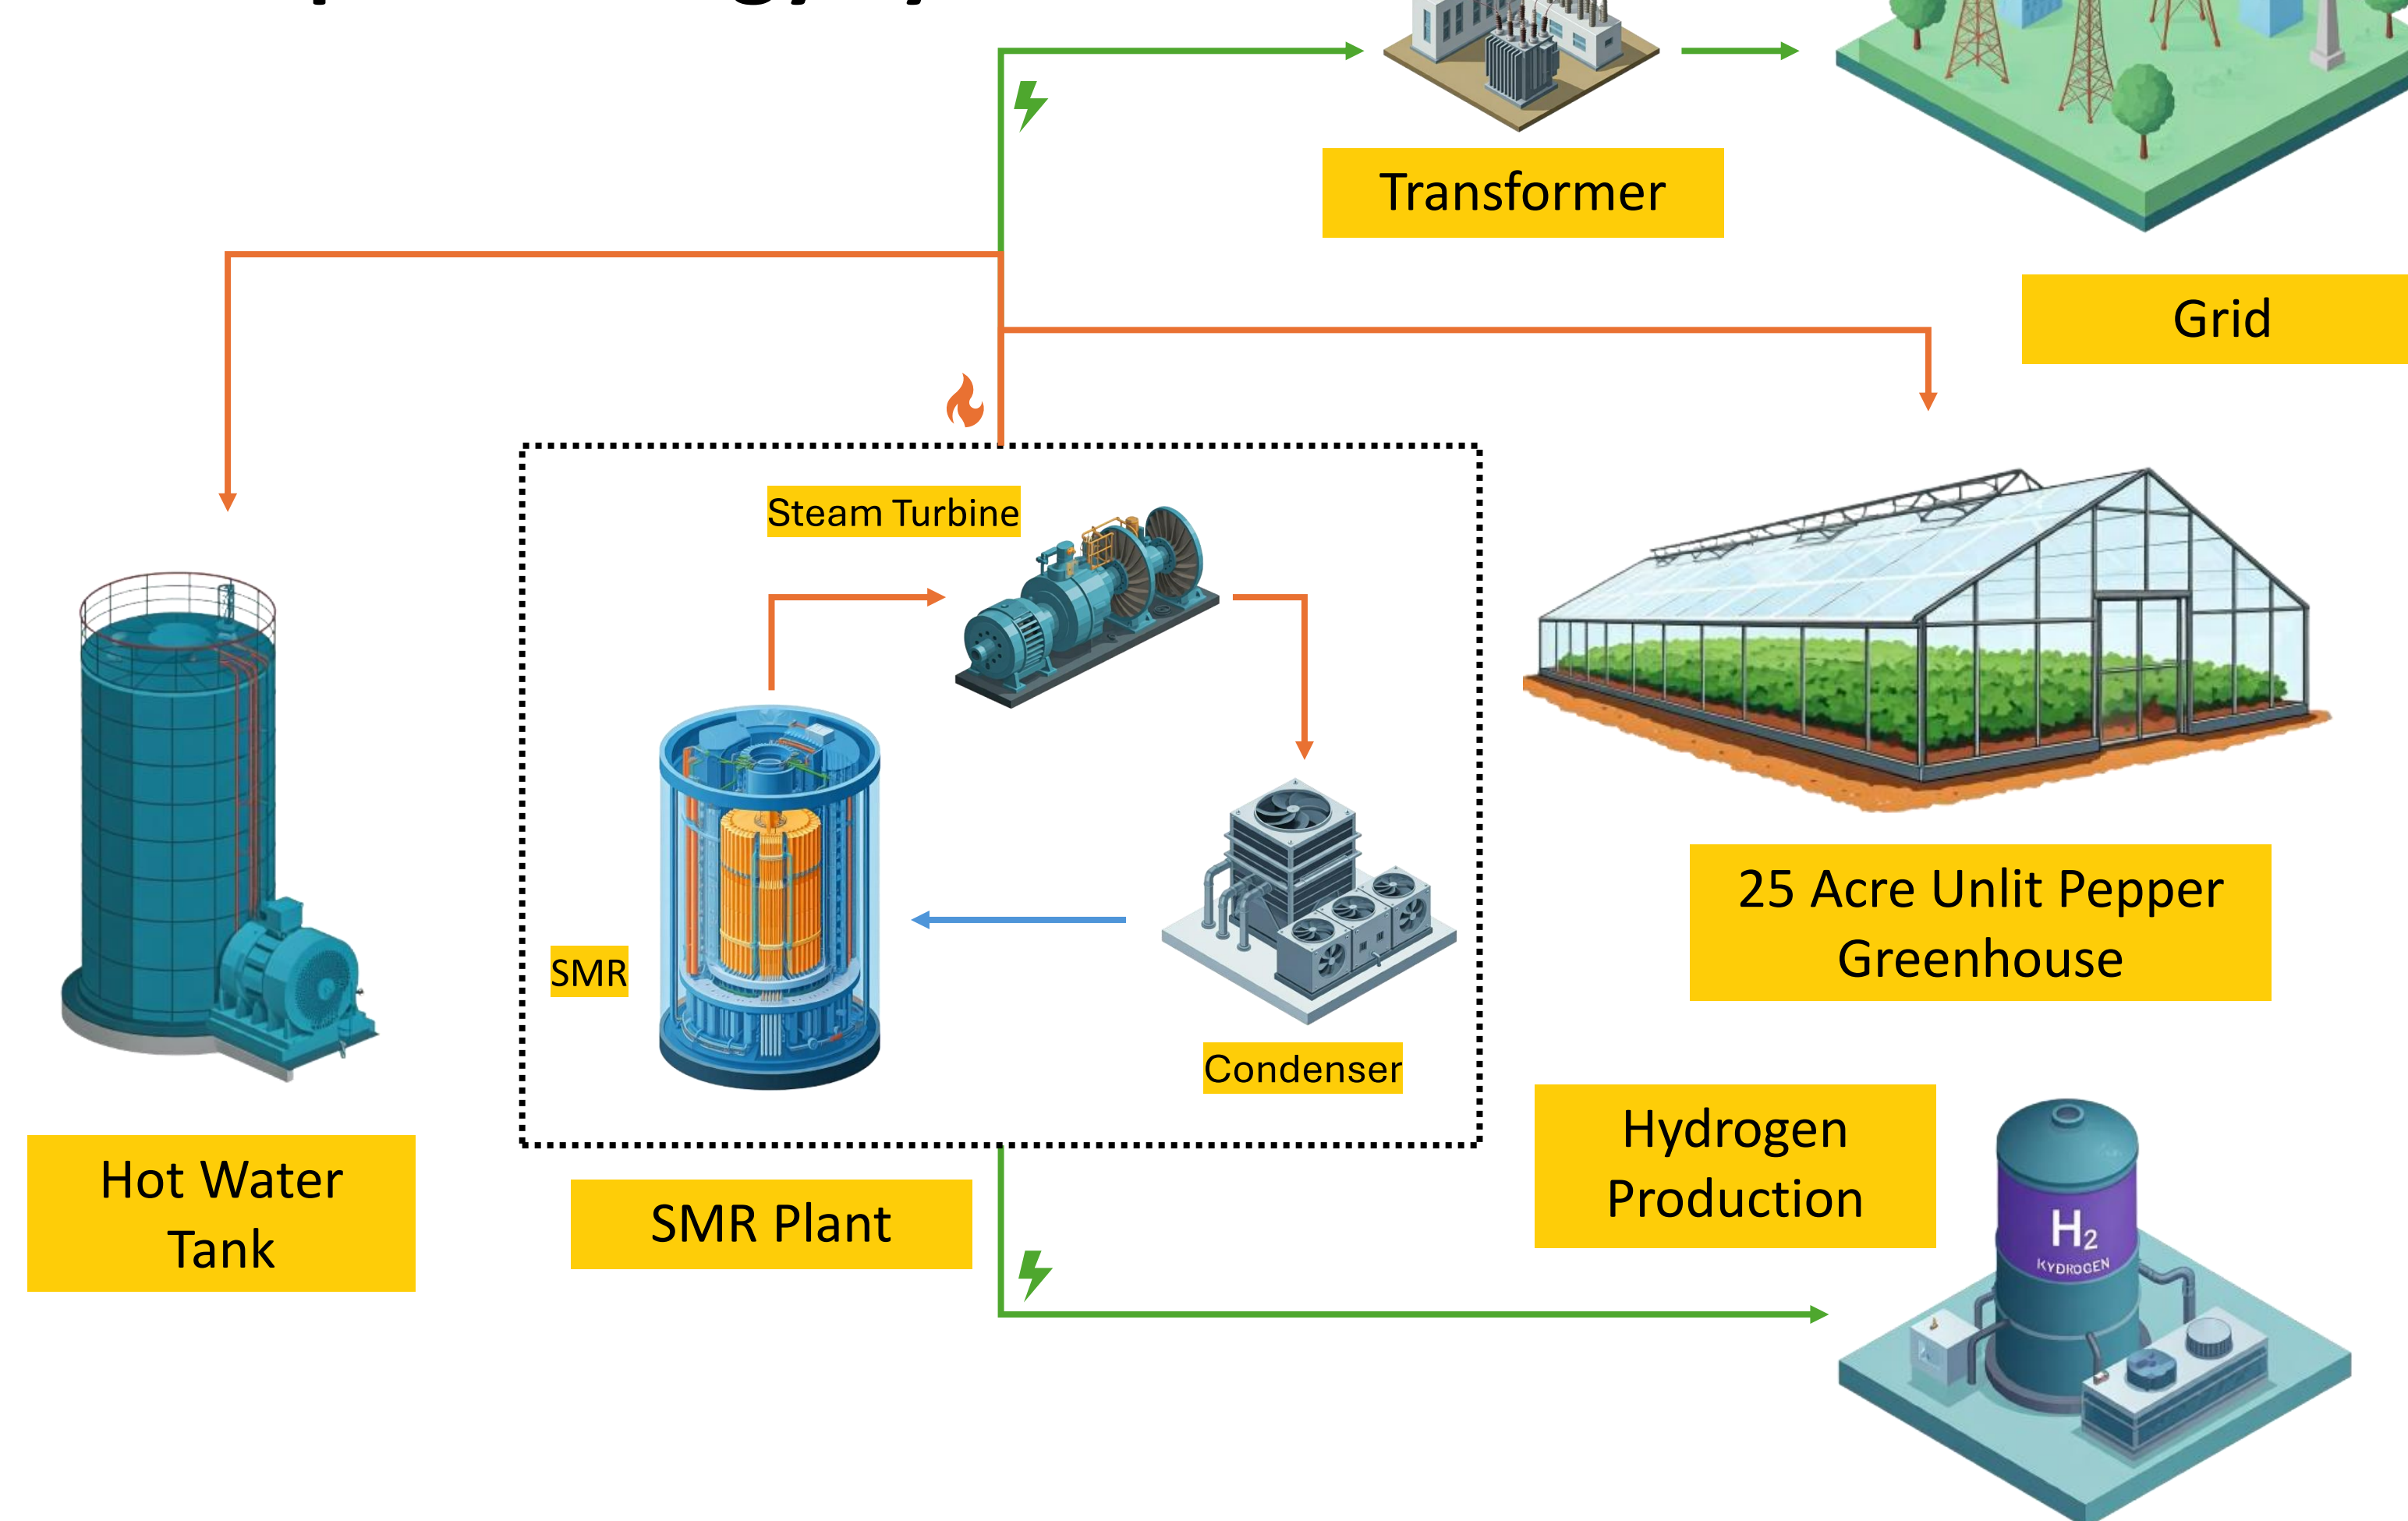 Transformer
Grid
Steam Turbine
SMR
Condenser
25 Acre Unlit Pepper
Greenhouse
Hot Water
Tank
SMR Plant
Hydrogen
Production
H₂
KYDROGEN